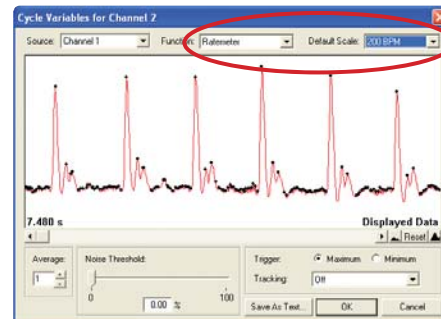 Cycle Variables for Channel 2
Source: Channel 1 Function: Ratemeter Default Scale: 200 BPM
7.480 s Displayed Data
Reset
Average: Noise Threshold: Trigger: Maximum Minimum
1 Tracking: Off
0 100
0.00 %
Save As Text... OK Cancel